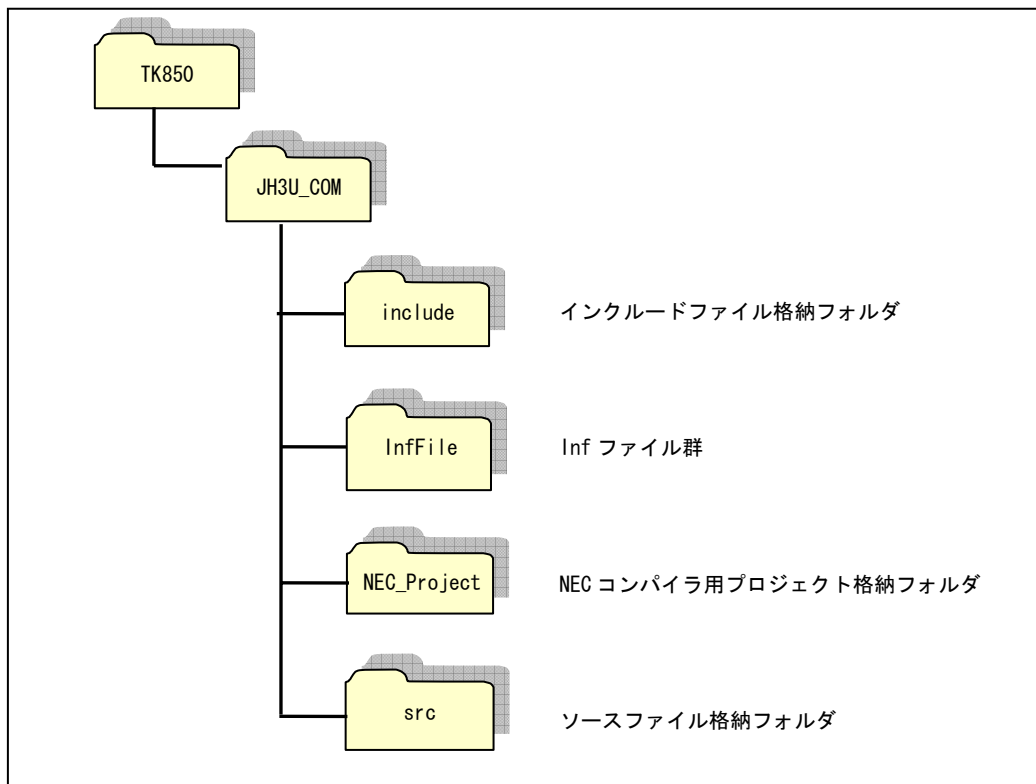 TK850
JH3U_COM
include インクルードファイル格納フォルダ
InfFile Inf ファイル群
NEC_Project NEC コンパイラ用プロジェクト格納フォルダ
src ソースファイル格納フォルダ